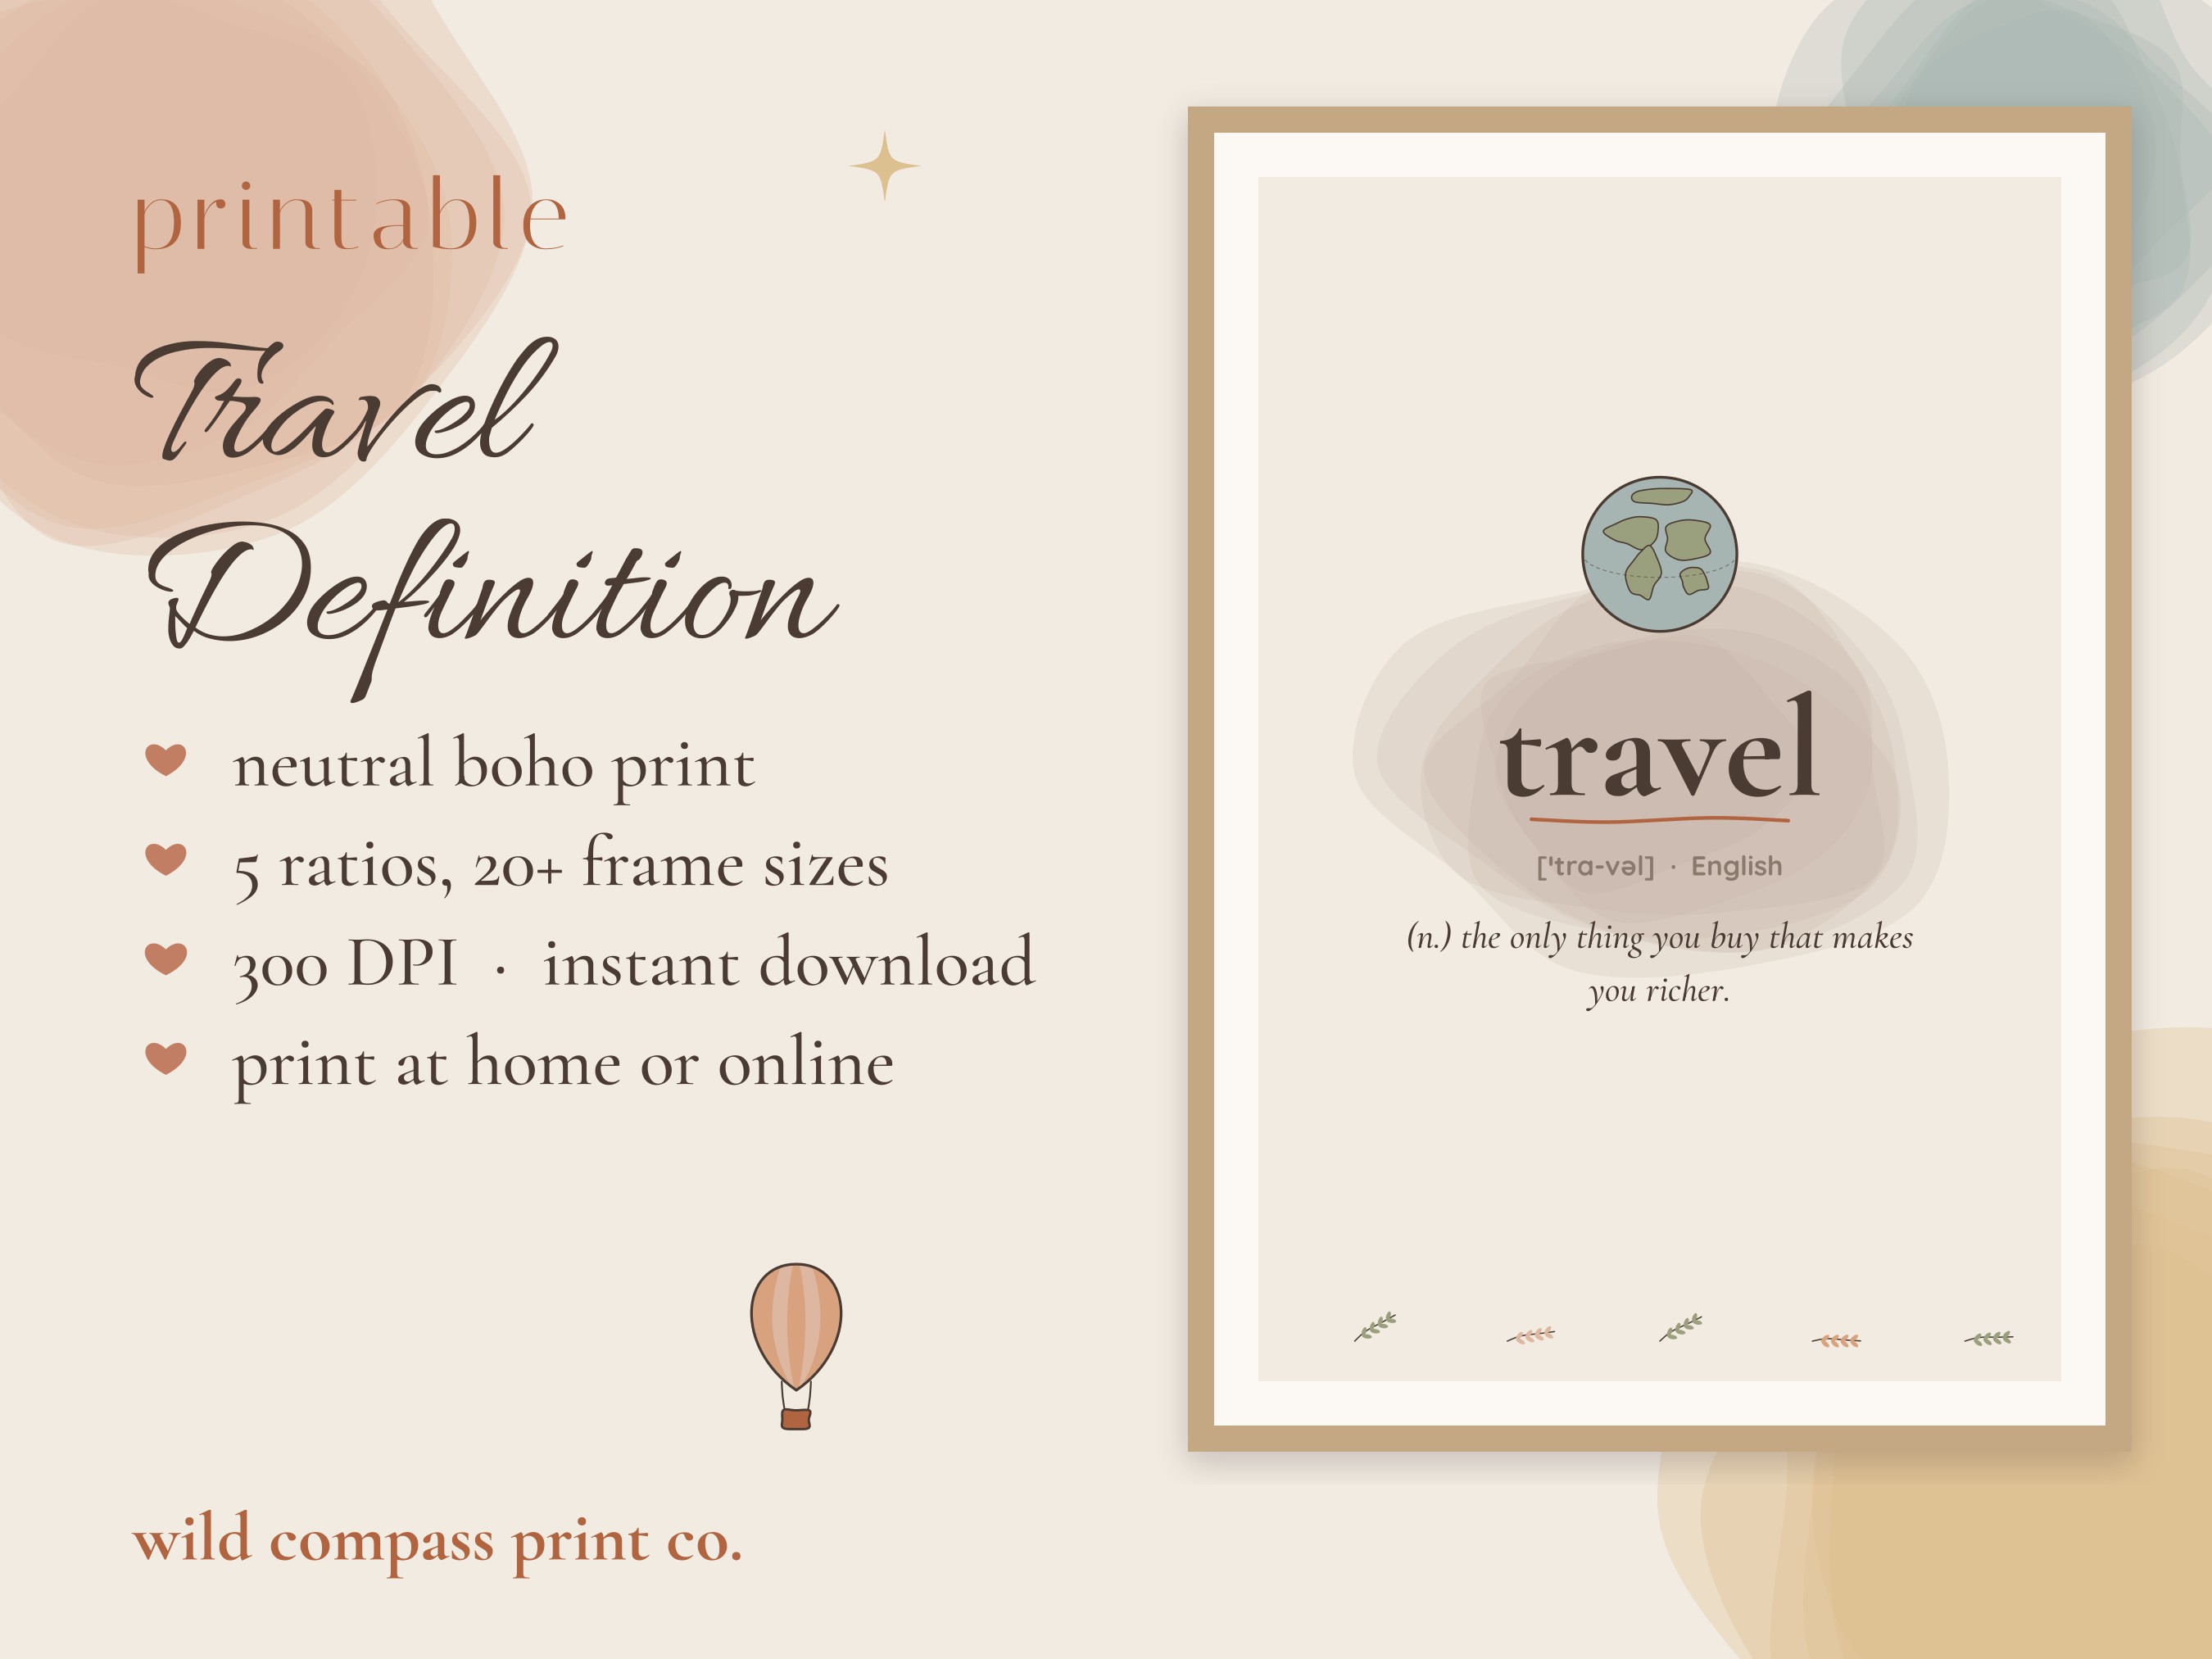 printable
Travel
Definition
neutral boho print
5 ratios, 20+ frame sizes
300 DPI · instant download
print at home or online
wild compass print co.
travel
['tra-vəl] · English
(n.) the only thing you buy that makes
you richer.